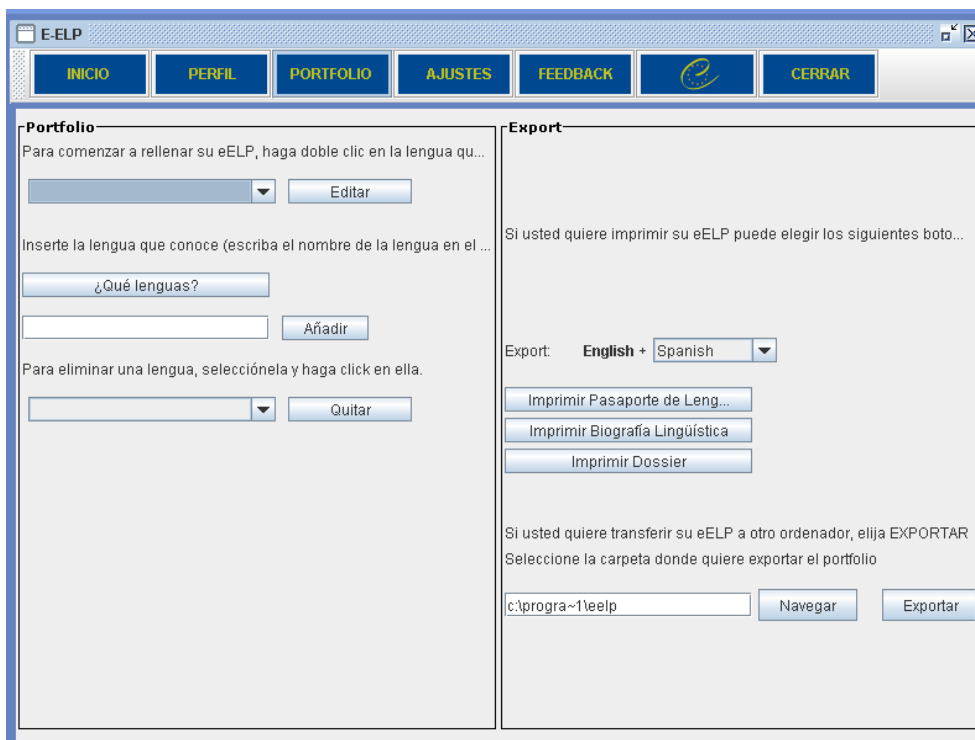 E-ELP
INICIO PERFIL PORTFOLIO AJUSTES FEEDBACK e CERRAR
Portfolio
Para comenzar a rellenar su eELP, haga doble clic en la lengua qu...
Editar
Inserte la lengua que conoce (escriba el nombre de la lengua en el ...
¿Qué lenguas?
Añadir
Para eliminar una lengua, selecciónela y haga click en ella.
Quitar
Export
Si usted quiere imprimir su eELP puede elegir los siguientes boto...
Export: English + Spanish
Imprimir Pasaporte de Leng...
Imprimir Biografía Lingüística
Imprimir Dossier
Si usted quiere transferir su eELP a otro ordenador, elija EXPORTAR
Seleccione la carpeta donde quiere exportar el portfolio
c:\progra~1\eelp Navegar Exportar